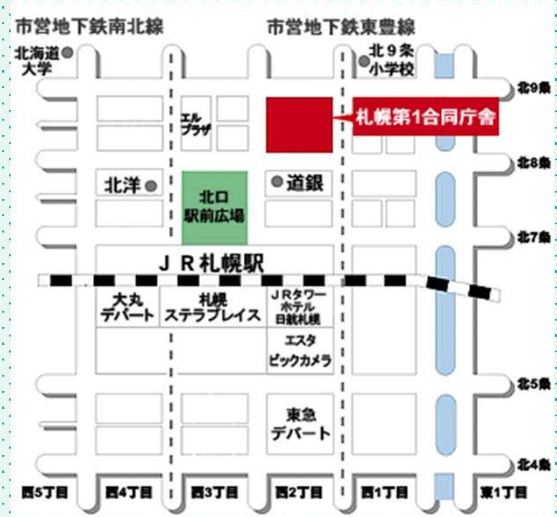 市営地下鉄南北線
市営地下鉄東豊線
北海道
大学
北9条
小学校
北9条
エル
プラザ
札幌第1合同庁舎
北8条
北洋
道銀
北口
駅前広場
北7条
JR札幌駅
大丸
デパート
札幌
ステラプレイス
JRタワー
ホテル
日航札幌
エスタ
ビックカメラ
北5条
東急
デパート
北4条
西5丁目
西4丁目
西3丁目
西2丁目
西1丁目
東1丁目